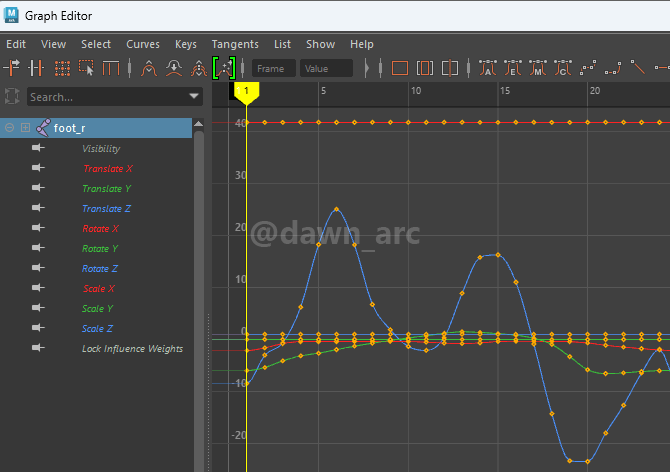 M
Graph Editor
Edit View Select Curves Keys Tangents List Show Help
Frame Value A E M C
Search...
1 5 10 15 20
foot_r
Visibility
Translate X
Translate Y
Translate Z
Rotate X
Rotate Y
Rotate Z
Scale X
Scale Y
Scale Z
Lock Influence Weights
40
30
20
@dawn_arc
10
0
-10
-20